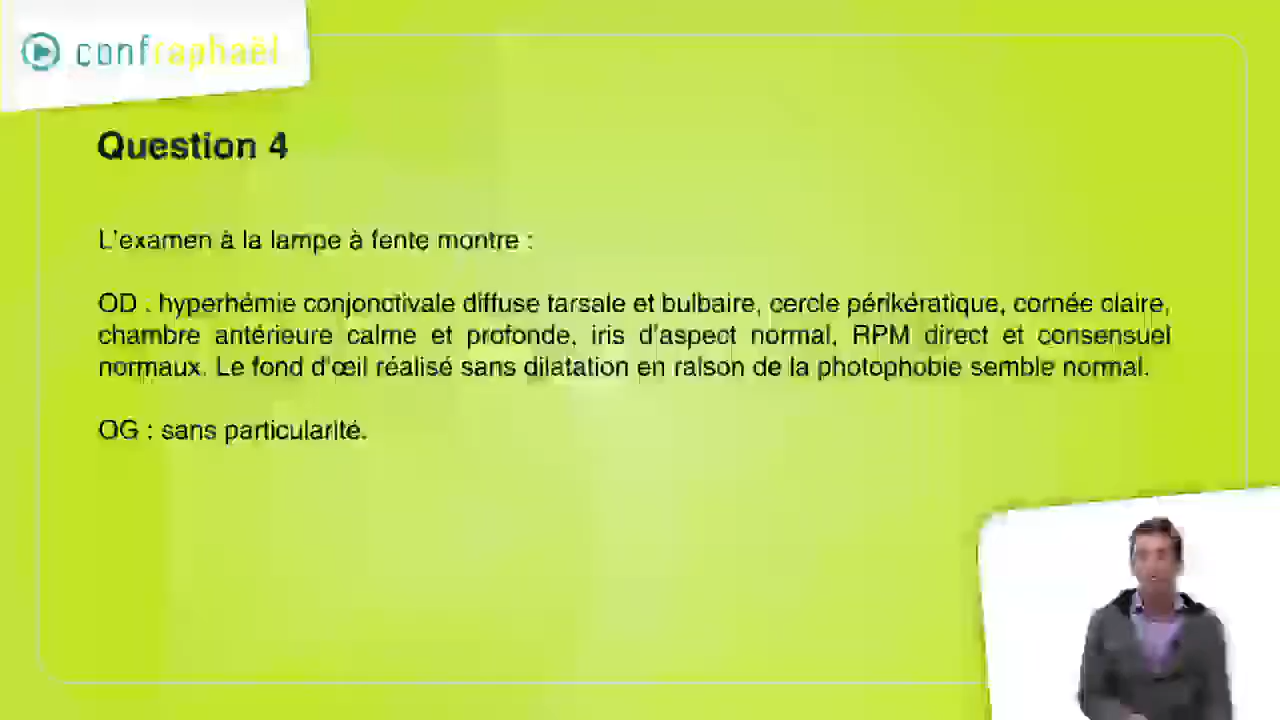 confraphaël
Question 4
L'examen à la lampe à fente montre :
OD : hyperhémie conjonctivale diffuse tarsale et bulbaire, cercle périkératique, cornée claire,
chambre antérieure calme et profonde, iris d'aspect normal, RPM direct et consensuel
normaux. Le fond d'œil réalisé sans dilatation en raison de la photophobie semble normal.
OG : sans particularité.